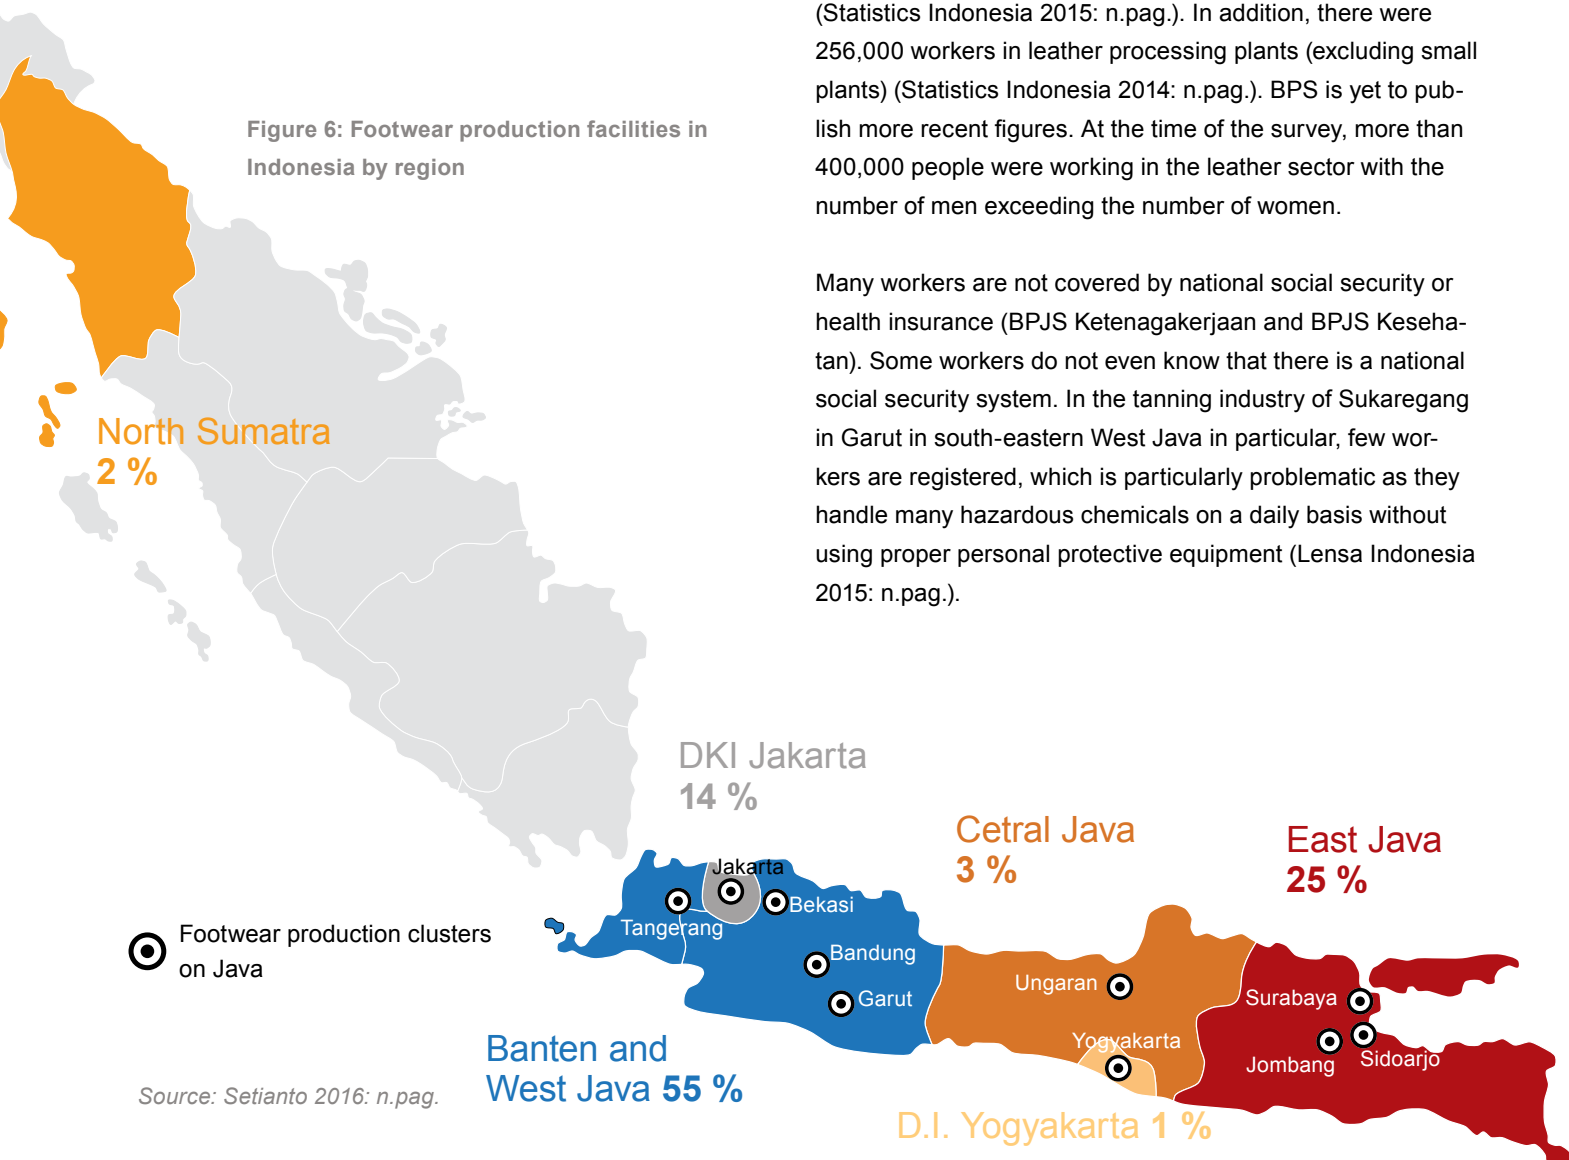 (Statistics Indonesia 2015: n.pag.). In addition, there were
256,000 workers in leather processing plants (excluding small
plants) (Statistics Indonesia 2014: n.pag.). BPS is yet to pub-
lish more recent figures. At the time of the survey, more than
400,000 people were working in the leather sector with the
number of men exceeding the number of women.
Many workers are not covered by national social security or
health insurance (BPJS Ketenagakerjaan and BPJS Keseha-
tan). Some workers do not even know that there is a national
social security system. In the tanning industry of Sukaregang
in Garut in south-eastern West Java in particular, few wor-
kers are registered, which is particularly problematic as they
handle many hazardous chemicals on a daily basis without
using proper personal protective equipment (Lensa Indonesia
2015: n.pag.).
Figure 6: Footwear production facilities in
Indonesia by region
North Sumatra
2 %
DKI Jakarta
14 %
Cetral Java
3 %
East Java
25 %
Jakarta
Tangerang
Bekasi
Bandung
Garut
Ungaran
Yogyakarta
Surabaya
Jombang
Sidoarjo
Footwear production clusters
on Java
Banten and
West Java 55 %
D.I. Yogyakarta 1 %
Source: Setianto 2016: n.pag.